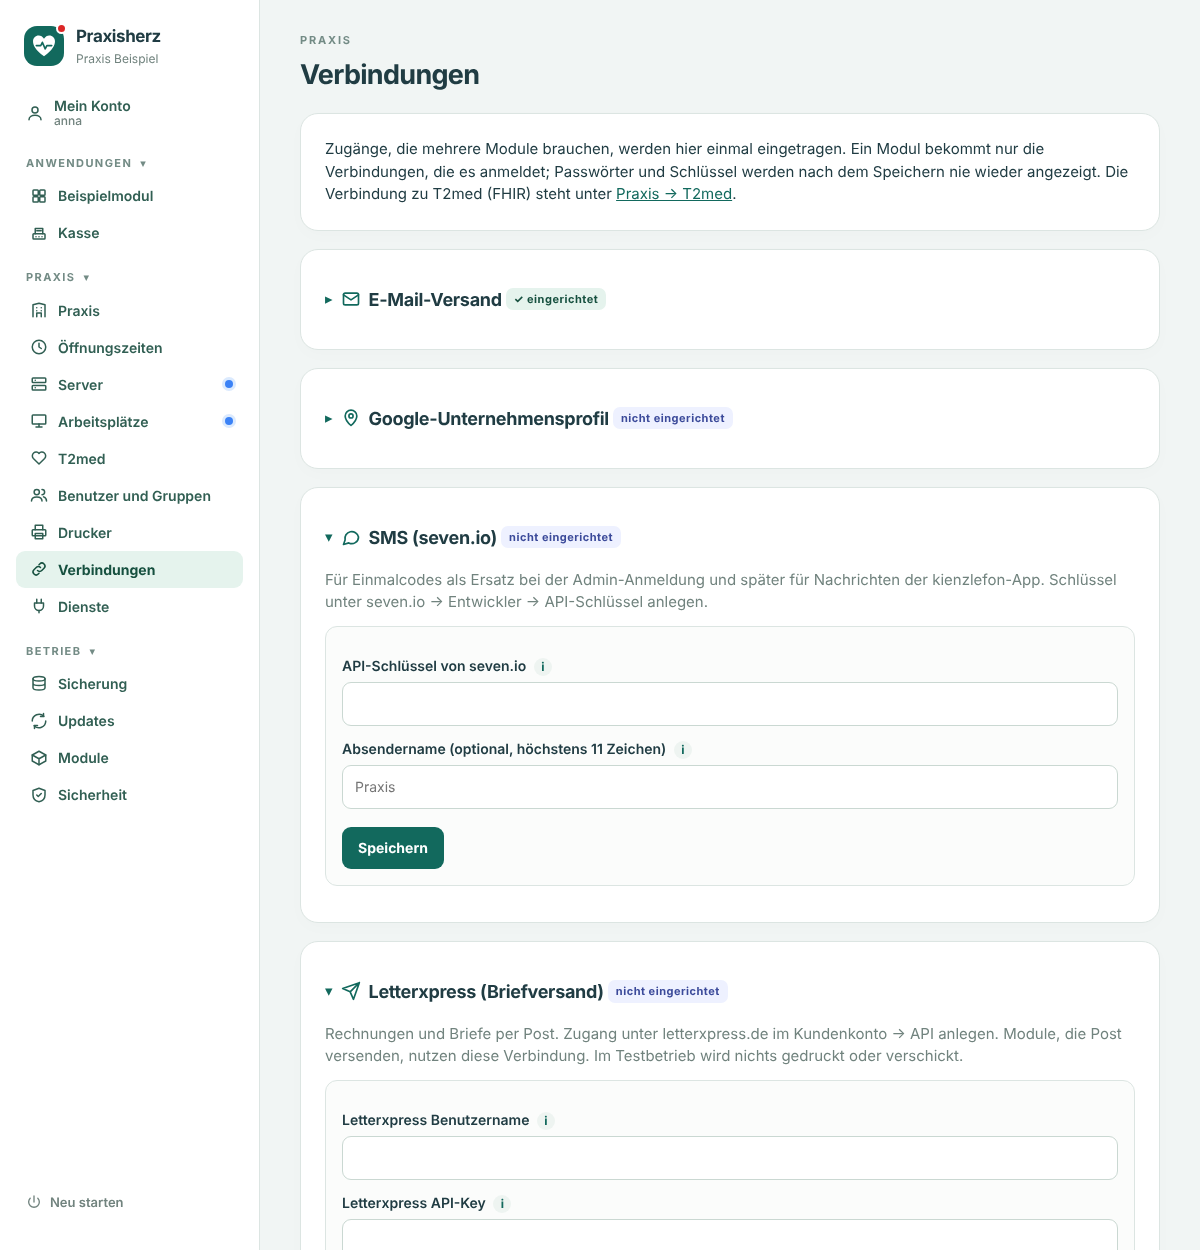 Praxisherz
Praxis Beispiel
Mein Konto
anna
ANWENDUNGEN ▾
Beispielmodul
Kasse
PRAXIS ▾
Praxis
Öffnungszeiten
Server
Arbeitsplätze
T2med
Benutzer und Gruppen
Drucker
Verbindungen
Dienste
BETRIEB ▾
Sicherung
Updates
Module
Sicherheit
Neu starten
PRAXIS
Verbindungen
Zugänge, die mehrere Module brauchen, werden hier einmal eingetragen. Ein Modul bekommt nur die
Verbindungen, die es anmeldet; Passwörter und Schlüssel werden nach dem Speichern nie wieder angezeigt. Die
Verbindung zu T2med (FHIR) steht unter Praxis → T2med.
▸ E-Mail-Versand ✓ eingerichtet
▸ Google-Unternehmensprofil nicht eingerichtet
▾ SMS (seven.io) nicht eingerichtet
Für Einmalcodes als Ersatz bei der Admin-Anmeldung und später für Nachrichten der kienzlefon-App. Schlüssel
unter seven.io → Entwickler → API-Schlüssel anlegen.
API-Schlüssel von seven.io i
Absendername (optional, höchstens 11 Zeichen) i
Praxis
Speichern
▾ Letterxpress (Briefversand) nicht eingerichtet
Rechnungen und Briefe per Post. Zugang unter letterxpress.de im Kundenkonto → API anlegen. Module, die Post
versenden, nutzen diese Verbindung. Im Testbetrieb wird nichts gedruckt oder verschickt.
Letterxpress Benutzername i
Letterxpress API-Key i